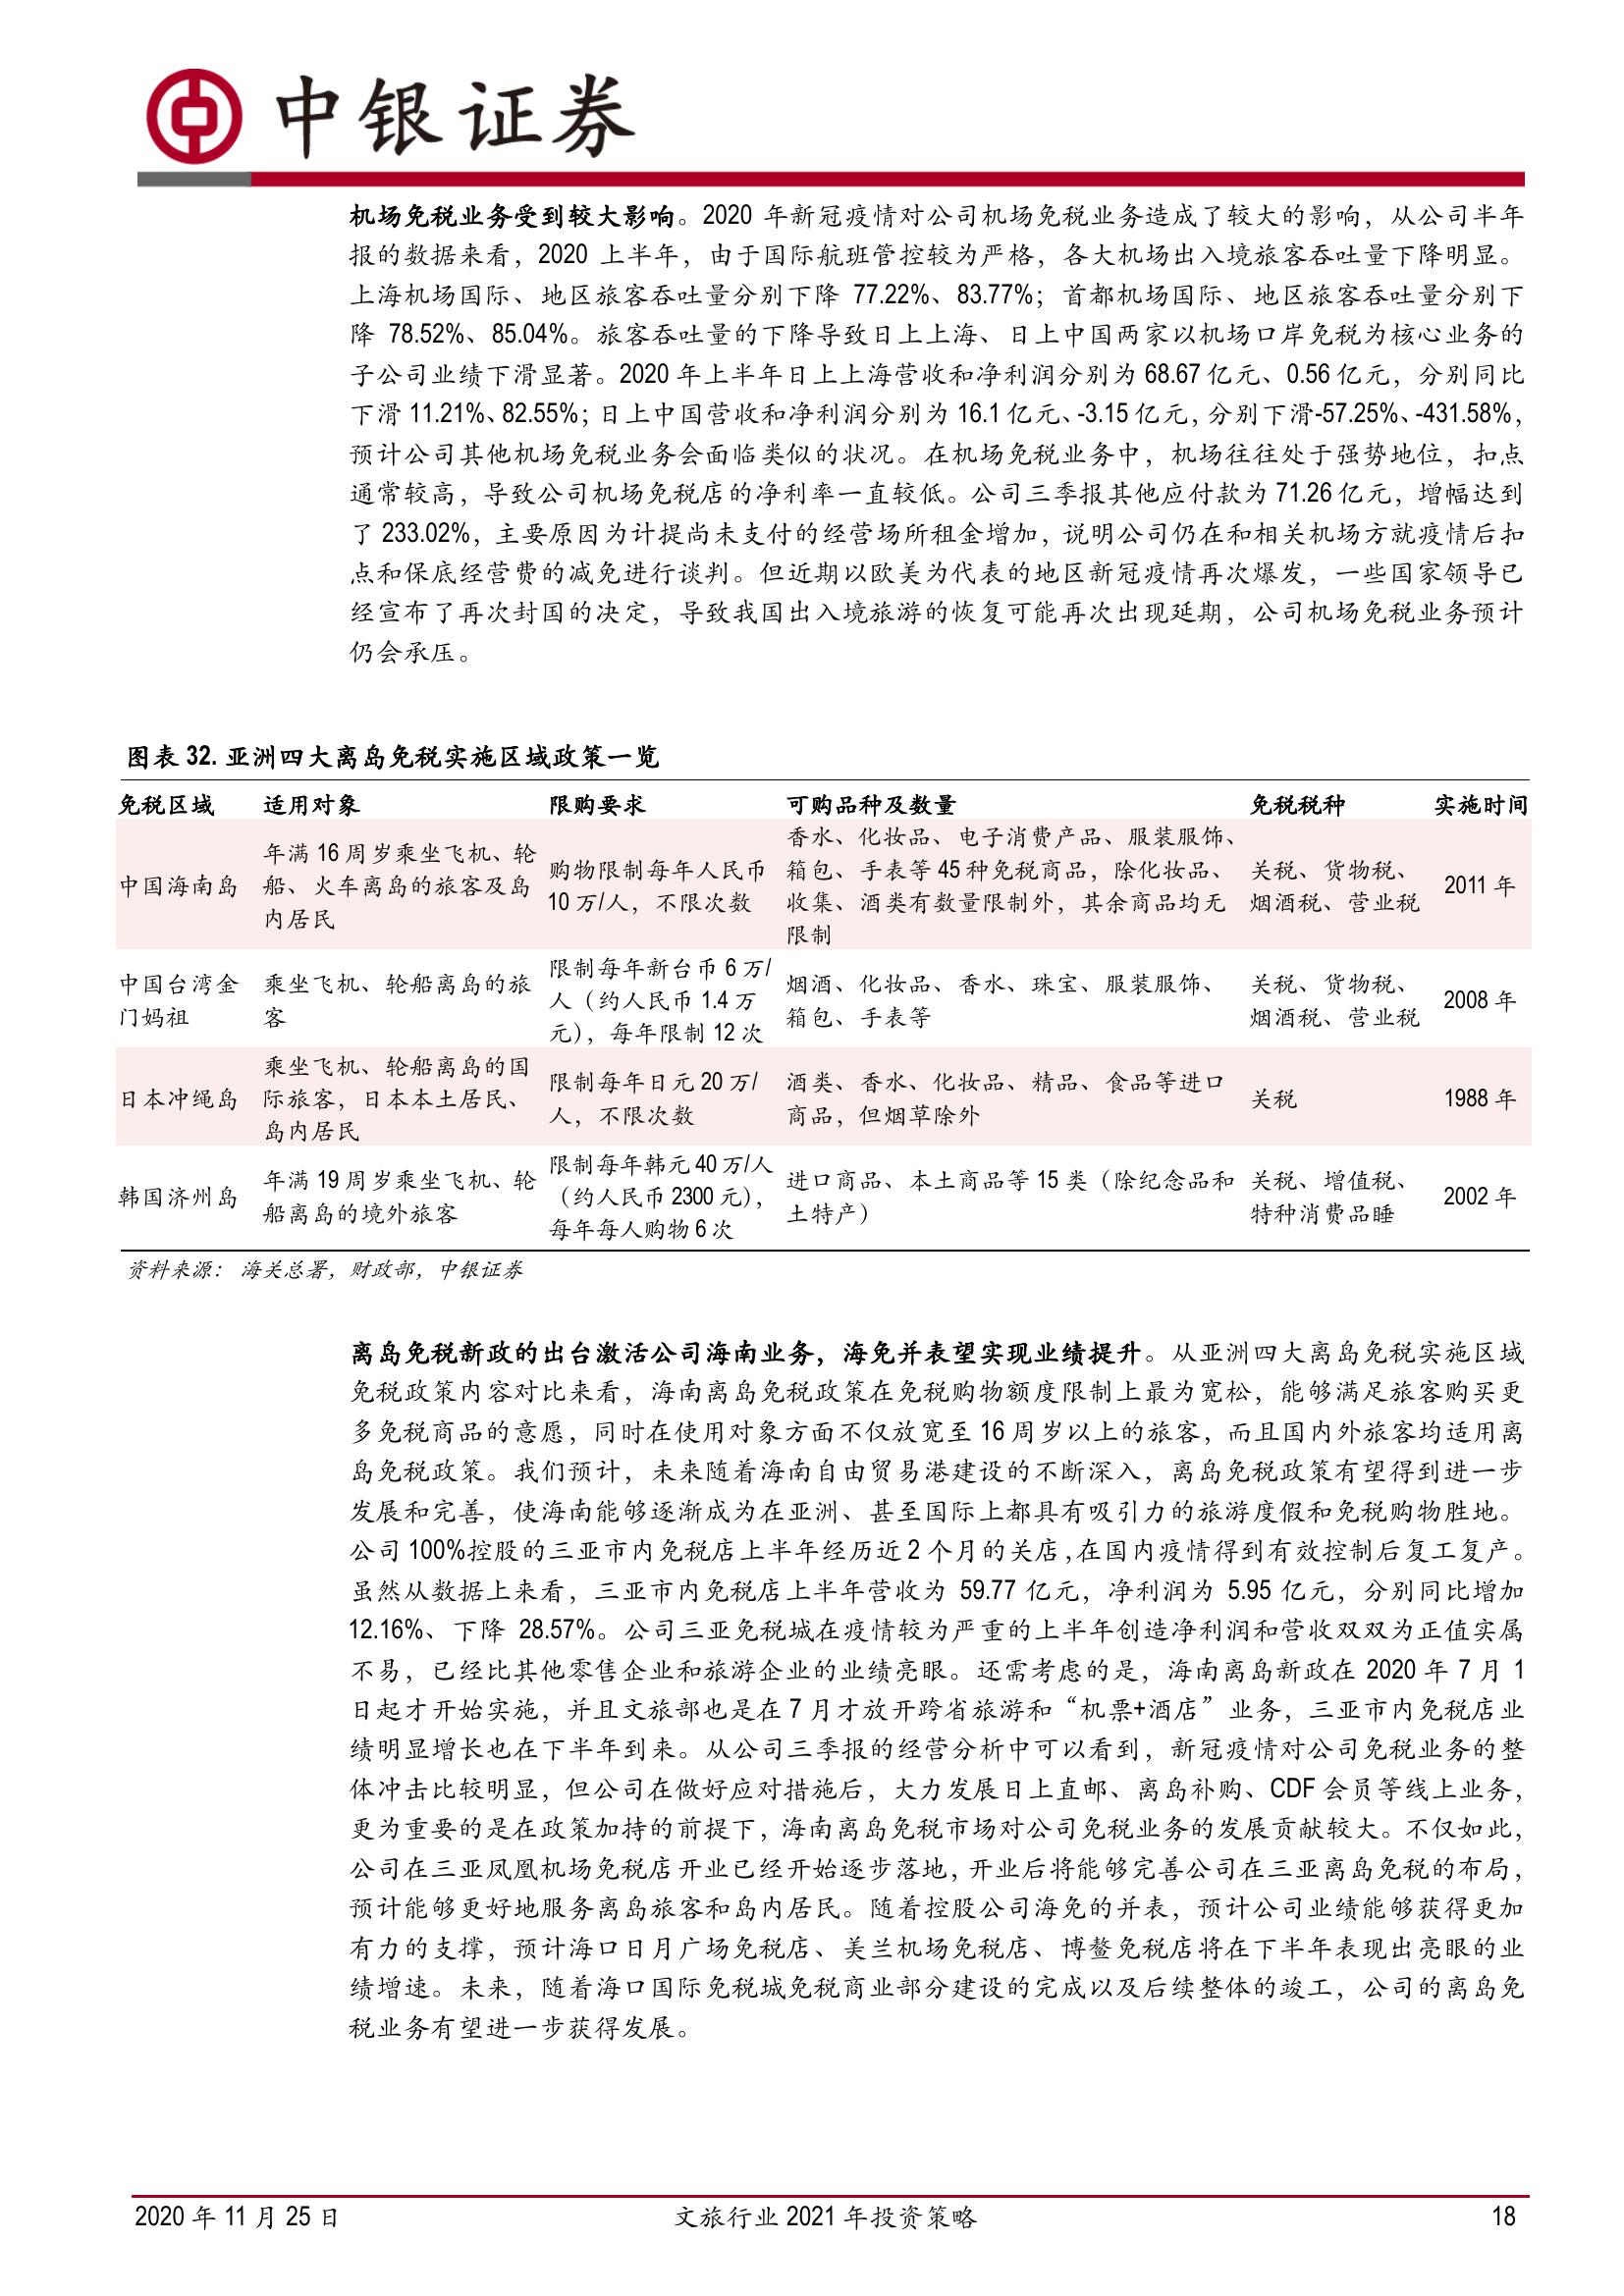 中银证券
机场免税业务受到较大影响。2020 年新冠疫情对公司机场免税业务造成了较大的影响，从公司半年
报的数据来看，2020 上半年，由于国际航班管控较为严格，各大机场出入境旅客吞吐量下降明显。
上海机场国际、地区旅客吞吐量分别下降 77.22%、83.77%；首都机场国际、地区旅客吞吐量分别下
降 78.52%、85.04%。旅客吞吐量的下降导致日上上海、日上中国两家以机场口岸免税为核心业务的
子公司业绩下滑显著。2020 年上半年日上上海营收和净利润分别为 68.67 亿元、0.56 亿元，分别同比
下滑 11.21%、82.55%；日上中国营收和净利润分别为 16.1 亿元、-3.15 亿元，分别下滑-57.25%、-431.58%，
预计公司其他机场免税业务会面临类似的状况。在机场免税业务中，机场往往处于强势地位，扣点
通常较高，导致公司机场免税店的净利率一直较低。公司三季报其他应付款为 71.26 亿元，增幅达到
了 233.02%，主要原因为计提尚未支付的经营场所租金增加，说明公司仍在和相关机场方就疫情后扣
点和保底经营费的减免进行谈判。但近期以欧美为代表的地区新冠疫情再次爆发，一些国家领导已
经宣布了再次封国的决定，导致我国出入境旅游的恢复可能再次出现延期，公司机场免税业务预计
仍会承压。
图表 32. 亚洲四大离岛免税实施区域政策一览
免税区域 适用对象 限购要求 可购品种及数量 免税税种 实施时间
中国海南岛
年满 16 周岁乘坐飞机、轮
船、火车离岛的旅客及岛
内居民
购物限制每年人民币
10 万/人，不限次数
香水、化妆品、电子消费产品、服装服饰、
箱包、手表等 45 种免税商品，除化妆品、
收集、酒类有数量限制外，其余商品均无
限制
关税、货物税、
烟酒税、营业税
2011 年
中国台湾金
门妈祖
乘坐飞机、轮船离岛的旅
客
限制每年新台币 6 万/
人（约人民币 1.4 万
元），每年限制 12 次
烟酒、化妆品、香水、珠宝、服装服饰、
箱包、手表等
关税、货物税、
烟酒税、营业税
2008 年
日本冲绳岛
乘坐飞机、轮船离岛的国
际旅客，日本本土居民、
岛内居民
限制每年日元 20 万/
人，不限次数
酒类、香水、化妆品、精品、食品等进口
商品，但烟草除外
关税
1988 年
韩国济州岛
年满 19 周岁乘坐飞机、轮
船离岛的境外旅客
限制每年韩元 40 万/人
（约人民币 2300 元），
每年每人购物 6 次
进口商品、本土商品等 15 类（除纪念品和
土特产）
关税、增值税、
特种消费品睡
2002 年
资料来源：海关总署，财政部，中银证券
离岛免税新政的出台激活公司海南业务，海免并表望实现业绩提升。从亚洲四大离岛免税实施区域
免税政策内容对比来看，海南离岛免税政策在免税购物额度限制上最为宽松，能够满足旅客购买更
多免税商品的意愿，同时在使用对象方面不仅放宽至 16 周岁以上的旅客，而且国内外旅客均适用离
岛免税政策。我们预计，未来随着海南自由贸易港建设的不断深入，离岛免税政策有望得到进一步
发展和完善，使海南能够逐渐成为在亚洲、甚至国际上都具有吸引力的旅游度假和免税购物胜地。
公司 100%控股的三亚市内免税店上半年经历近 2 个月的关店，在国内疫情得到有效控制后复工复产。
虽然从数据上来看，三亚市内免税店上半年营收为 59.77 亿元，净利润为 5.95 亿元，分别同比增加
12.16%、下降 28.57%。公司三亚免税城在疫情较为严重的上半年创造净利润和营收双双为正值实属
不易，已经比其他零售企业和旅游企业的业绩亮眼。还需考虑的是，海南离岛新政在 2020 年 7 月 1
日起才开始实施，并且文旅部也是在 7 月才放开跨省旅游和“机票+酒店”业务，三亚市内免税店业
绩明显增长也在下半年到来。从公司三季报的经营分析中可以看到，新冠疫情对公司免税业务的整
体冲击比较明显，但公司在做好应对措施后，大力发展日上直邮、离岛补购、CDF 会员等线上业务，
更为重要的是在政策加持的前提下，海南离岛免税市场对公司免税业务的发展贡献较大。不仅如此，
公司在三亚凤凰机场免税店开业已经开始逐步落地，开业后将能够完善公司在三亚离岛免税的布局，
预计能够更好地服务离岛旅客和岛内居民。随着控股公司海免的并表，预计公司业绩能够获得更加
有力的支撑，预计海口日月广场免税店、美兰机场免税店、博鳌免税店将在下半年表现出亮眼的业
绩增速。未来，随着海口国际免税城免税商业部分建设的完成以及后续整体的竣工，公司的离岛免
税业务有望进一步获得发展。
2020 年 11 月 25 日 文旅行业 2021 年投资策略 18